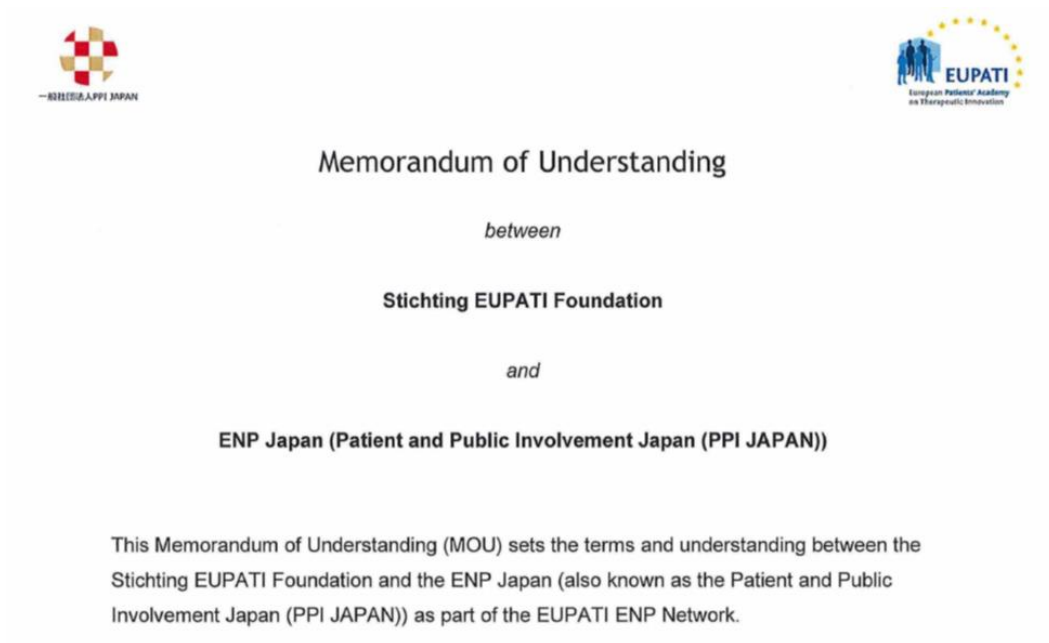 一般社団法人PPI JAPAN
EUPATI
European Patients' Academy
on Therapeutic Innovation
Memorandum of Understanding
between
Stichting EUPATI Foundation
and
ENP Japan (Patient and Public Involvement Japan (PPI JAPAN))
This Memorandum of Understanding (MOU) sets the terms and understanding between the
Stichting EUPATI Foundation and the ENP Japan (also known as the Patient and Public
Involvement Japan (PPI JAPAN)) as part of the EUPATI ENP Network.